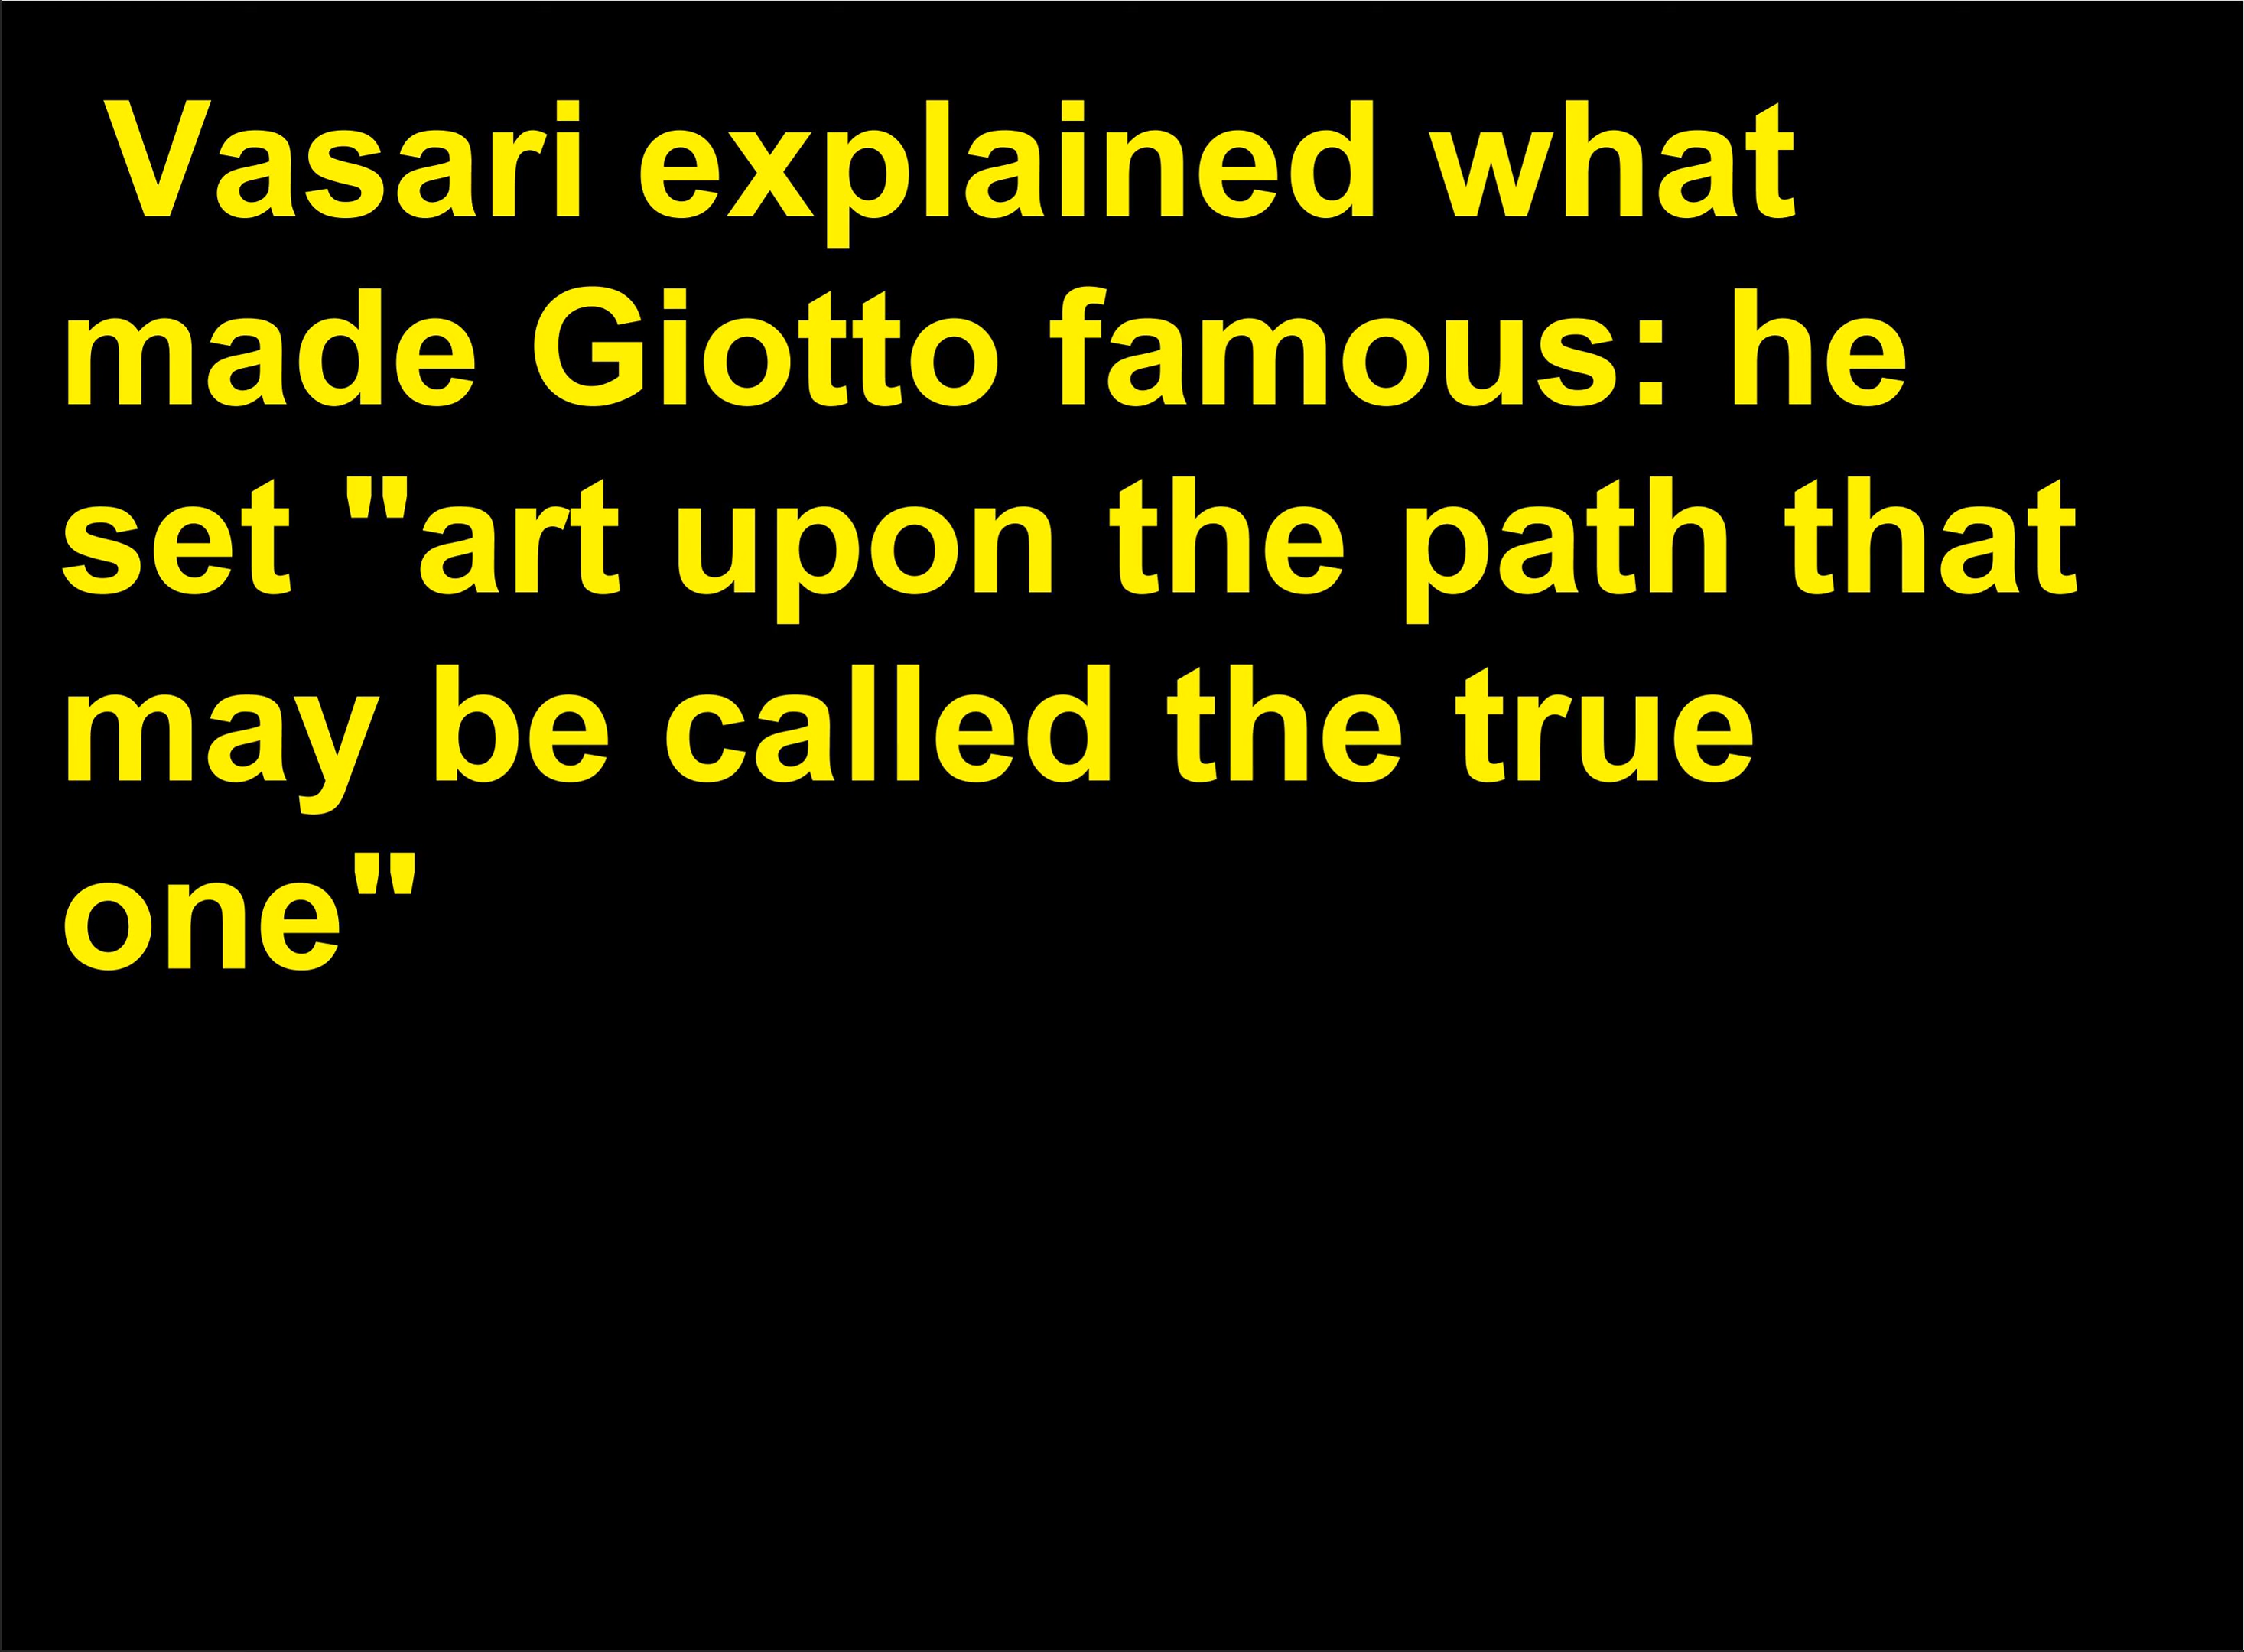 Vasari explained what
made Giotto famous: he
set "art upon the path that
may be called the true
one"